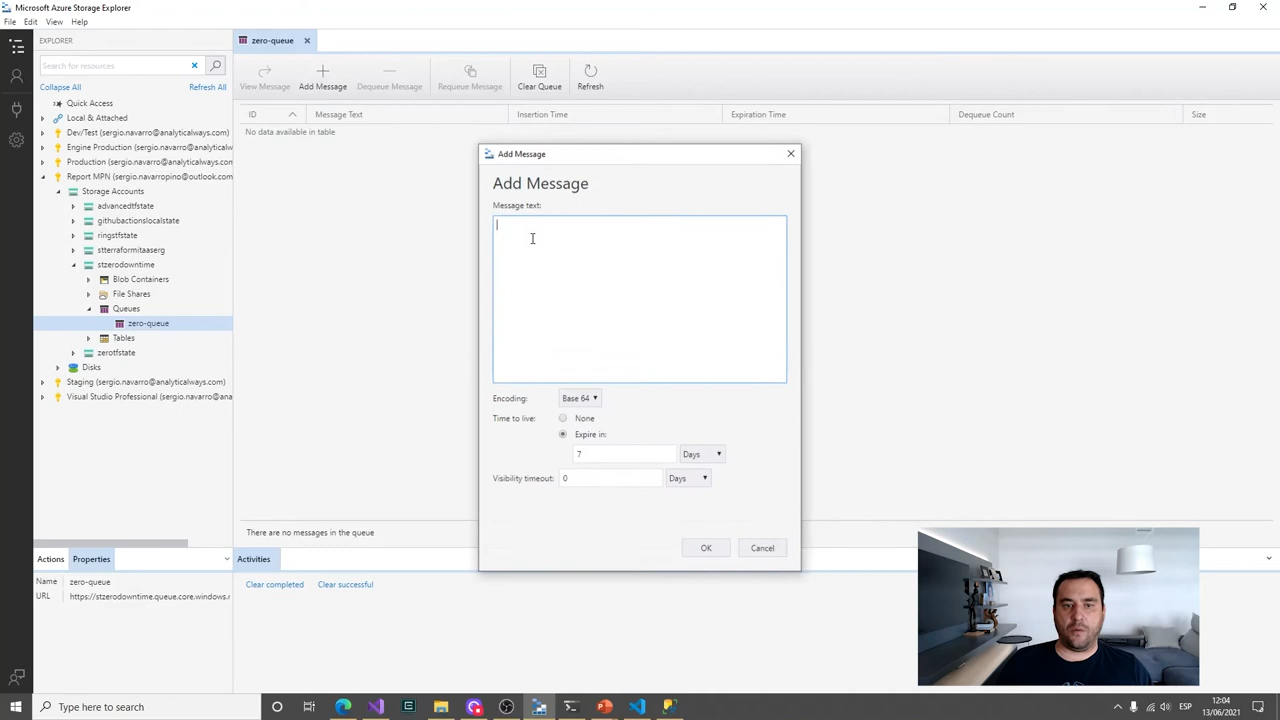 Microsoft Azure Storage Explorer
File Edit View Help
EXPLORER
Search for resources
Collapse All Refresh All
Quick Access
Local & Attached
Dev/Test (sergio.navarro@analyticalways.com)
Engine Production (sergio.navarro@analyticalways.com)
Production (sergio.navarro@analyticalways.com)
Report MPN (sergio.navarropino@outlook.com)
Storage Accounts
advancedtfstate
githubactionslocalstate
ringstfstate
stterraformitaaserg
stzerodowntime
Blob Containers
File Shares
Queues
zero-queue
Tables
zerotfstate
Disks
Staging (sergio.navarro@analyticalways.com)
Visual Studio Professional (sergio.navarro@analyticalways.com
zero-queue
View Message Add Message Dequeue Message Requeue Message Clear Queue Refresh
ID Message Text Insertion Time Expiration Time Dequeue Count Size
No data available in table
Add Message
Add Message
Message text:
Encoding: Base 64
Time to live: None
Expire in:
7 Days
Visibility timeout: 0 Days
OK Cancel
There are no messages in the queue
Actions Properties
Name zero-queue
URL https://stzerodowntime.queue.core.windows.r
Activities
Clear completed Clear successful
Type here to search
ESP
12:04
13/06/2021